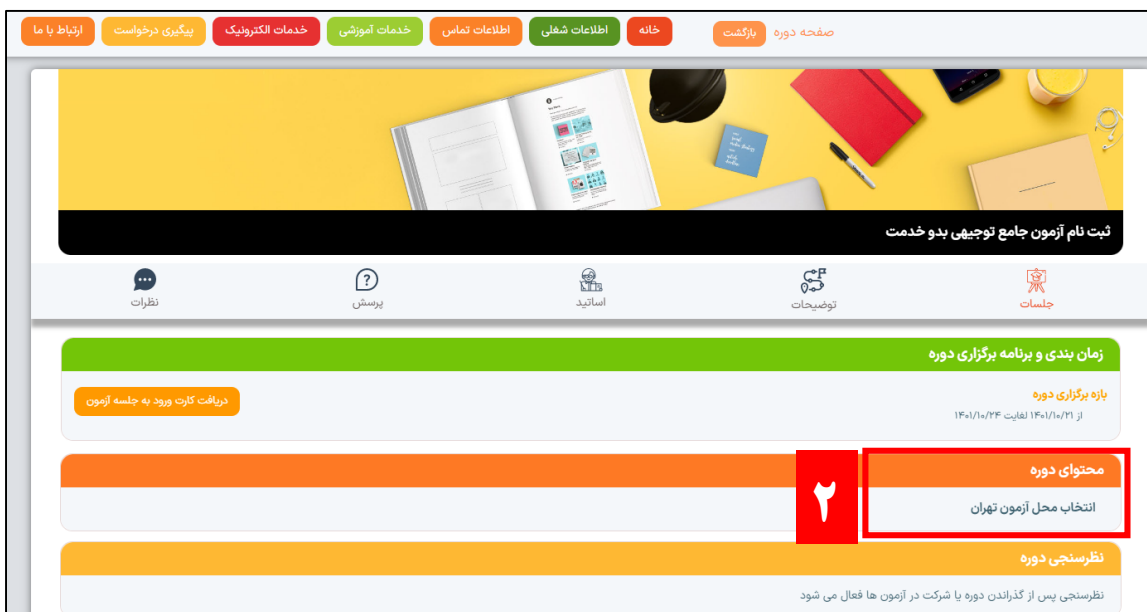 صفحه دوره بازگشت خانه اطلاعات شغلی اطلاعات تماس خدمات آموزشی خدمات الکترونیک پیگیری درخواست ارتباط با ما
ثبت نام آزمون جامع توجیهی بدو خدمت
جلسات توضیحات اساتید پرسش نظرات
زمان بندی و برنامه برگزاری دوره
بازه برگزاری دوره
دریافت کارت ورود به جلسه آزمون
از ۱۴۰۱/۱۰/۲۱ لغایت ۱۴۰۱/۱۰/۲۴
محتوای دوره
۲
انتخاب محل آزمون تهران
نظرسنجی دوره
نظرسنجی پس از گذراندن دوره یا شرکت در آزمون ها فعال می شود